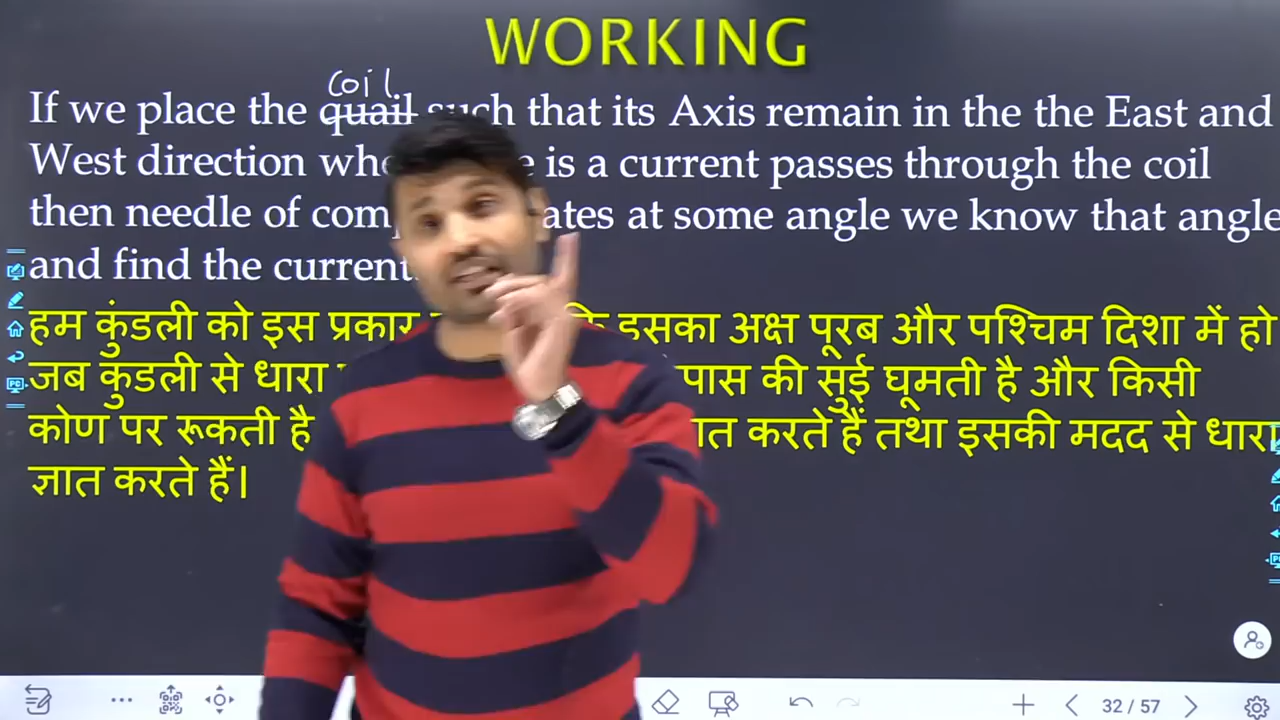 WORKING
coil
If we place the quail such that its Axis remain in the the East and
West direction is a current passes through the coil
then needle of at some angle we know that angle
and find the current.
हम कुंडली को इस प्रकार इसका अक्ष पूरब और पश्चिम दिशा में हो
जब कुंडली से धारा पास की सुई घूमती है और किसी
कोण पर रूकती है करते हैं तथा इसकी मदद से धारा
ज्ञात करते हैं।
32 / 57